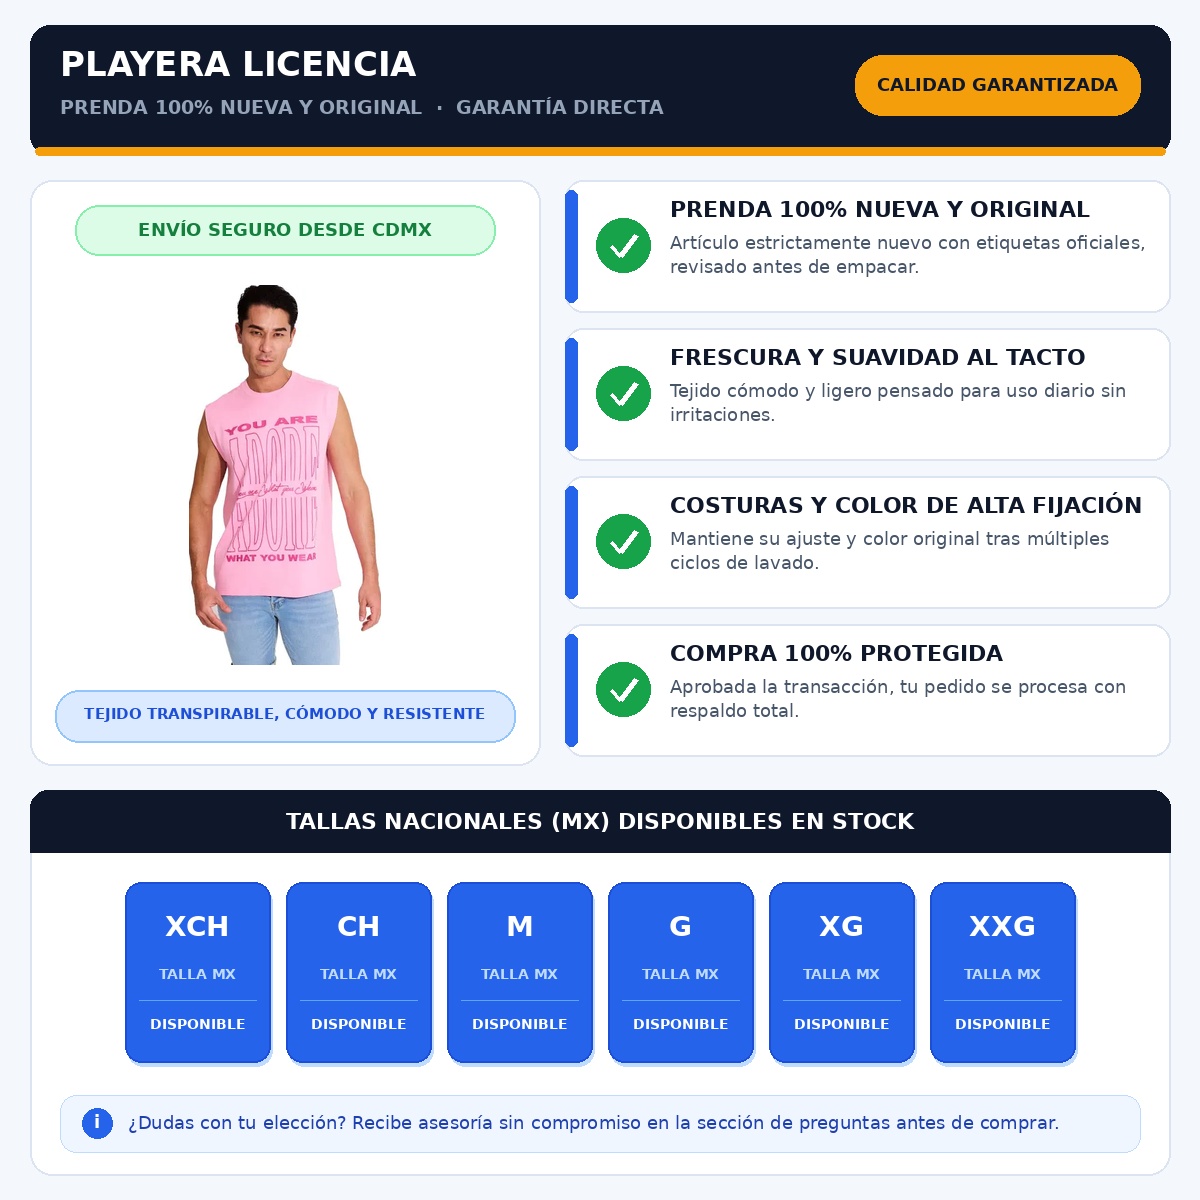 PLAYERA LICENCIA
PRENDA 100% NUEVA Y ORIGINAL · GARANTÍA DIRECTA
CALIDAD GARANTIZADA
ENVÍO SEGURO DESDE CDMX
YOU ARE
ADORE
WHAT YOU WEAR
TEJIDO TRANSPIRABLE, CÓMODO Y RESISTENTE
PRENDA 100% NUEVA Y ORIGINAL
Artículo estrictamente nuevo con etiquetas oficiales,
revisado antes de empacar.
FRESCURA Y SUAVIDAD AL TACTO
Tejido cómodo y ligero pensado para uso diario sin
irritaciones.
COSTURAS Y COLOR DE ALTA FIJACIÓN
Mantiene su ajuste y color original tras múltiples
ciclos de lavado.
COMPRA 100% PROTEGIDA
Aprobada la transacción, tu pedido se procesa con
respaldo total.
TALLAS NACIONALES (MX) DISPONIBLES EN STOCK
XCH
TALLA MX
DISPONIBLE
CH
TALLA MX
DISPONIBLE
M
TALLA MX
DISPONIBLE
G
TALLA MX
DISPONIBLE
XG
TALLA MX
DISPONIBLE
XXG
TALLA MX
DISPONIBLE
i
¿Dudas con tu elección? Recibe asesoría sin compromiso en la sección de preguntas antes de comprar.